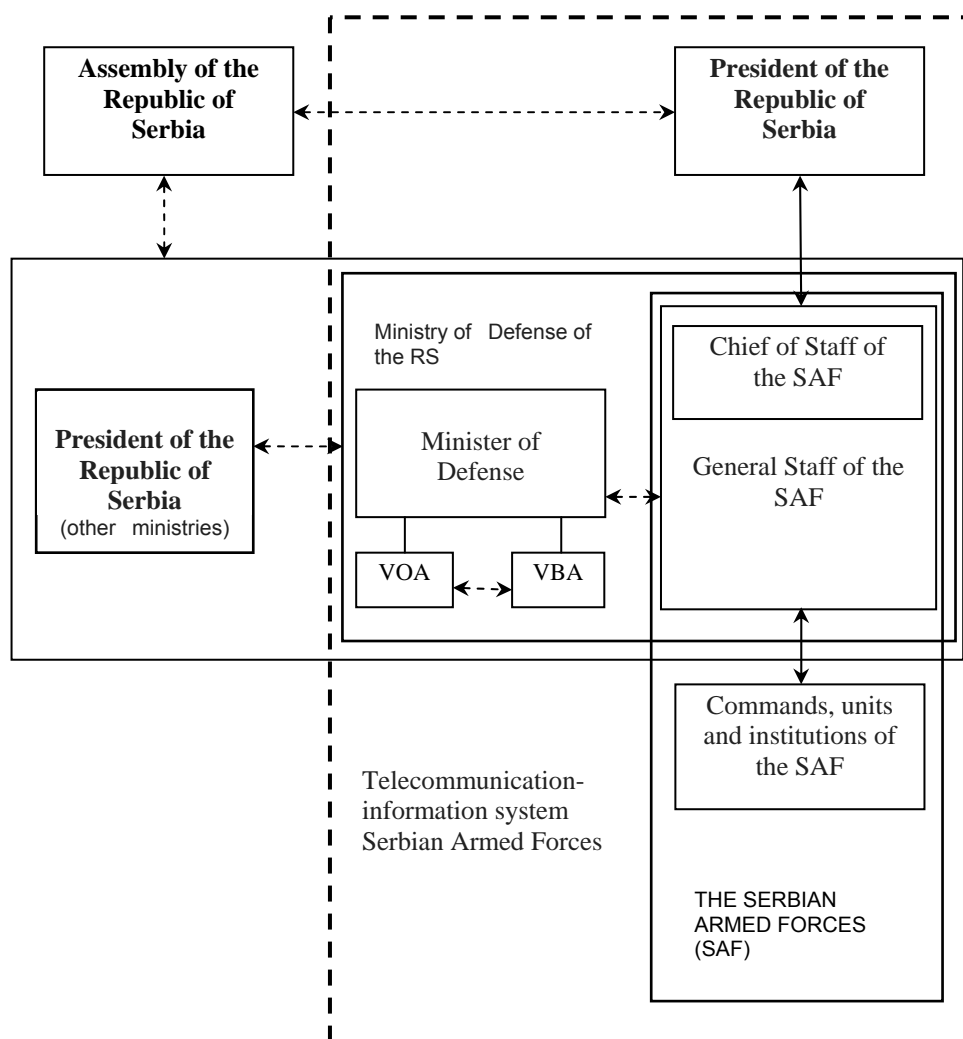 Assembly of the
Republic of
Serbia
President of the
Republic of
Serbia
Ministry of Defense of
the RS
Chief of Staff of
the SAF
President of the
Republic of
Serbia
(other ministries)
Minister of
Defense
General Staff of the
SAF
VOA
VBA
Commands, units
and institutions of
the SAF
Telecommunication-
information system
Serbian Armed Forces
THE SERBIAN
ARMED FORCES
(SAF)